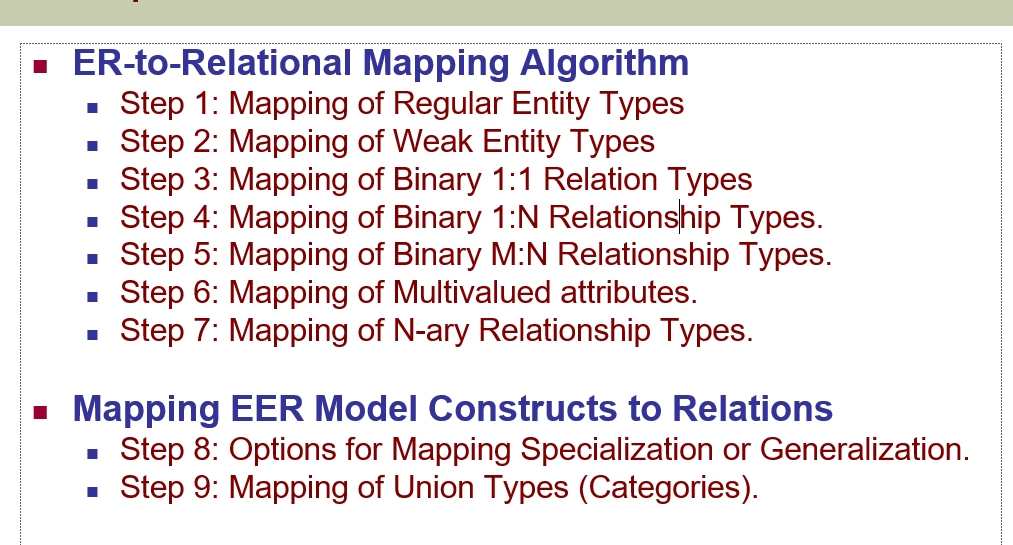 ER-to-Relational Mapping Algorithm
Step 1: Mapping of Regular Entity Types
Step 2: Mapping of Weak Entity Types
Step 3: Mapping of Binary 1:1 Relation Types
Step 4: Mapping of Binary 1:N Relationship Types.
Step 5: Mapping of Binary M:N Relationship Types.
Step 6: Mapping of Multivalued attributes.
Step 7: Mapping of N-ary Relationship Types.
Mapping EER Model Constructs to Relations
Step 8: Options for Mapping Specialization or Generalization.
Step 9: Mapping of Union Types (Categories).